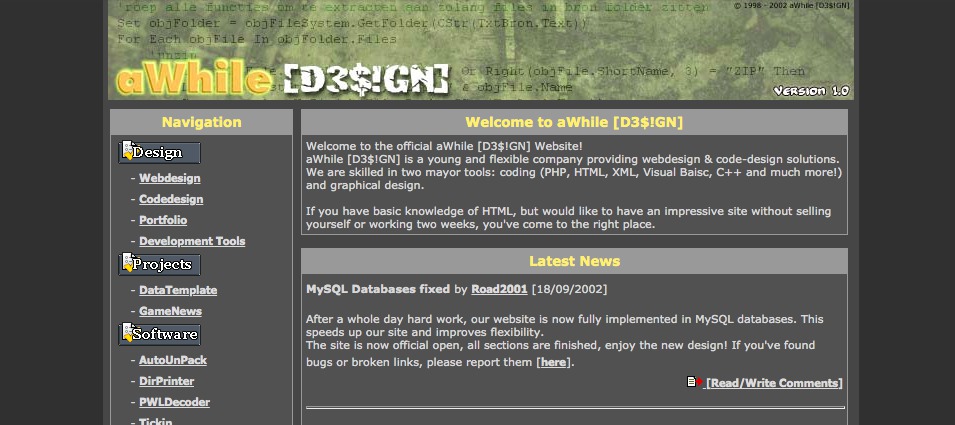 'roep alle functies om te extracten aan zolang files in bron folder zitten
© 1998 - 2002 aWhile [D3$!GN]
Set objFolder = objFileSystem.GetFolder(CStr(TxtBron.Text))
For Each objFile In objFolder.Files
'unzip
Or Right(objFile.ShortName, 3) = "ZIP" Then
& objFile.Name
aWhile [D3$!GN]
Version 1.0
Navigation
Design
- Webdesign
- Codedesign
- Portfolio
- Development Tools
Projects
- DataTemplate
- GameNews
Software
- AutoUnPack
- DirPrinter
- PWLDecoder
- Tickin
Welcome to aWhile [D3$!GN]
Welcome to the official aWhile [D3$!GN] Website!
aWhile [D3$!GN] is a young and flexible company providing webdesign & code-design solutions.
We are skilled in two mayor tools: coding (PHP, HTML, XML, Visual Baisc, C++ and much more!)
and graphical design.
If you have basic knowledge of HTML, but would like to have an impressive site without selling
yourself or working two weeks, you've come to the right place.
Latest News
MySQL Databases fixed by Road2001 [18/09/2002]
After a whole day hard work, our website is now fully implemented in MySQL databases. This
speeds up our site and improves flexibility.
The site is now official open, all sections are finished, enjoy the new design! If you've found
bugs or broken links, please report them [here].
[Read/Write Comments]